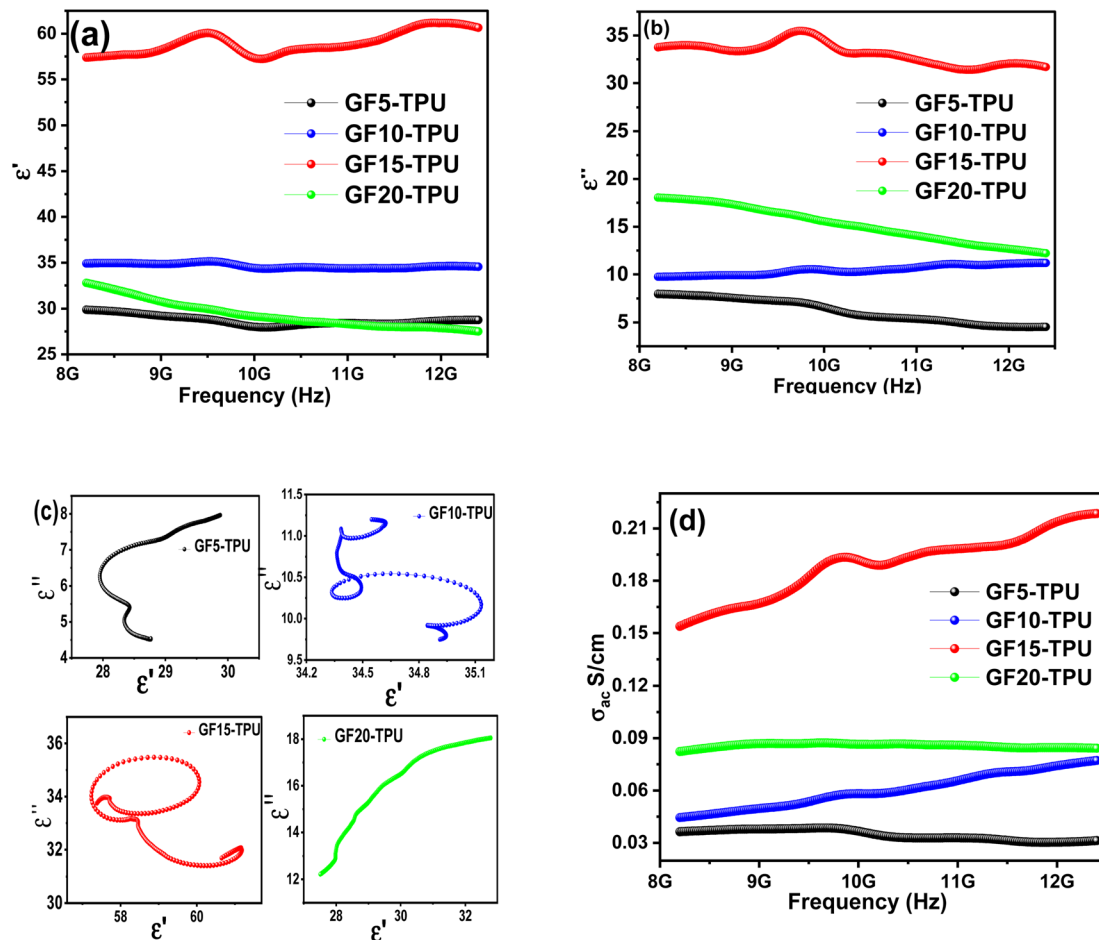 (a)
ε'
60
55
50
45
40
35
30
25
GF5-TPU
GF10-TPU
GF15-TPU
GF20-TPU
8G 9G 10G 11G 12G
Frequency (Hz)
(b)
ε''
35
30
25
20
15
10
5
GF5-TPU
GF10-TPU
GF15-TPU
GF20-TPU
8G 9G 10G 11G 12G
Frequency (Hz)
(c)
ε''
8
7
6
5
4
GF5-TPU
28 29 30
ε'
ε''
11.5
11.0
10.5
10.0
9.5
GF10-TPU
34.2 34.5 34.8 35.1
ε'
ε''
36
34
32
30
GF15-TPU
58 60
ε'
ε''
18
16
14
12
GF20-TPU
28 30 32
ε'
(d)
σac S/cm
0.21
0.18
0.15
0.12
0.09
0.06
0.03
GF5-TPU
GF10-TPU
GF15-TPU
GF20-TPU
8G 9G 10G 11G 12G
Frequency (Hz)